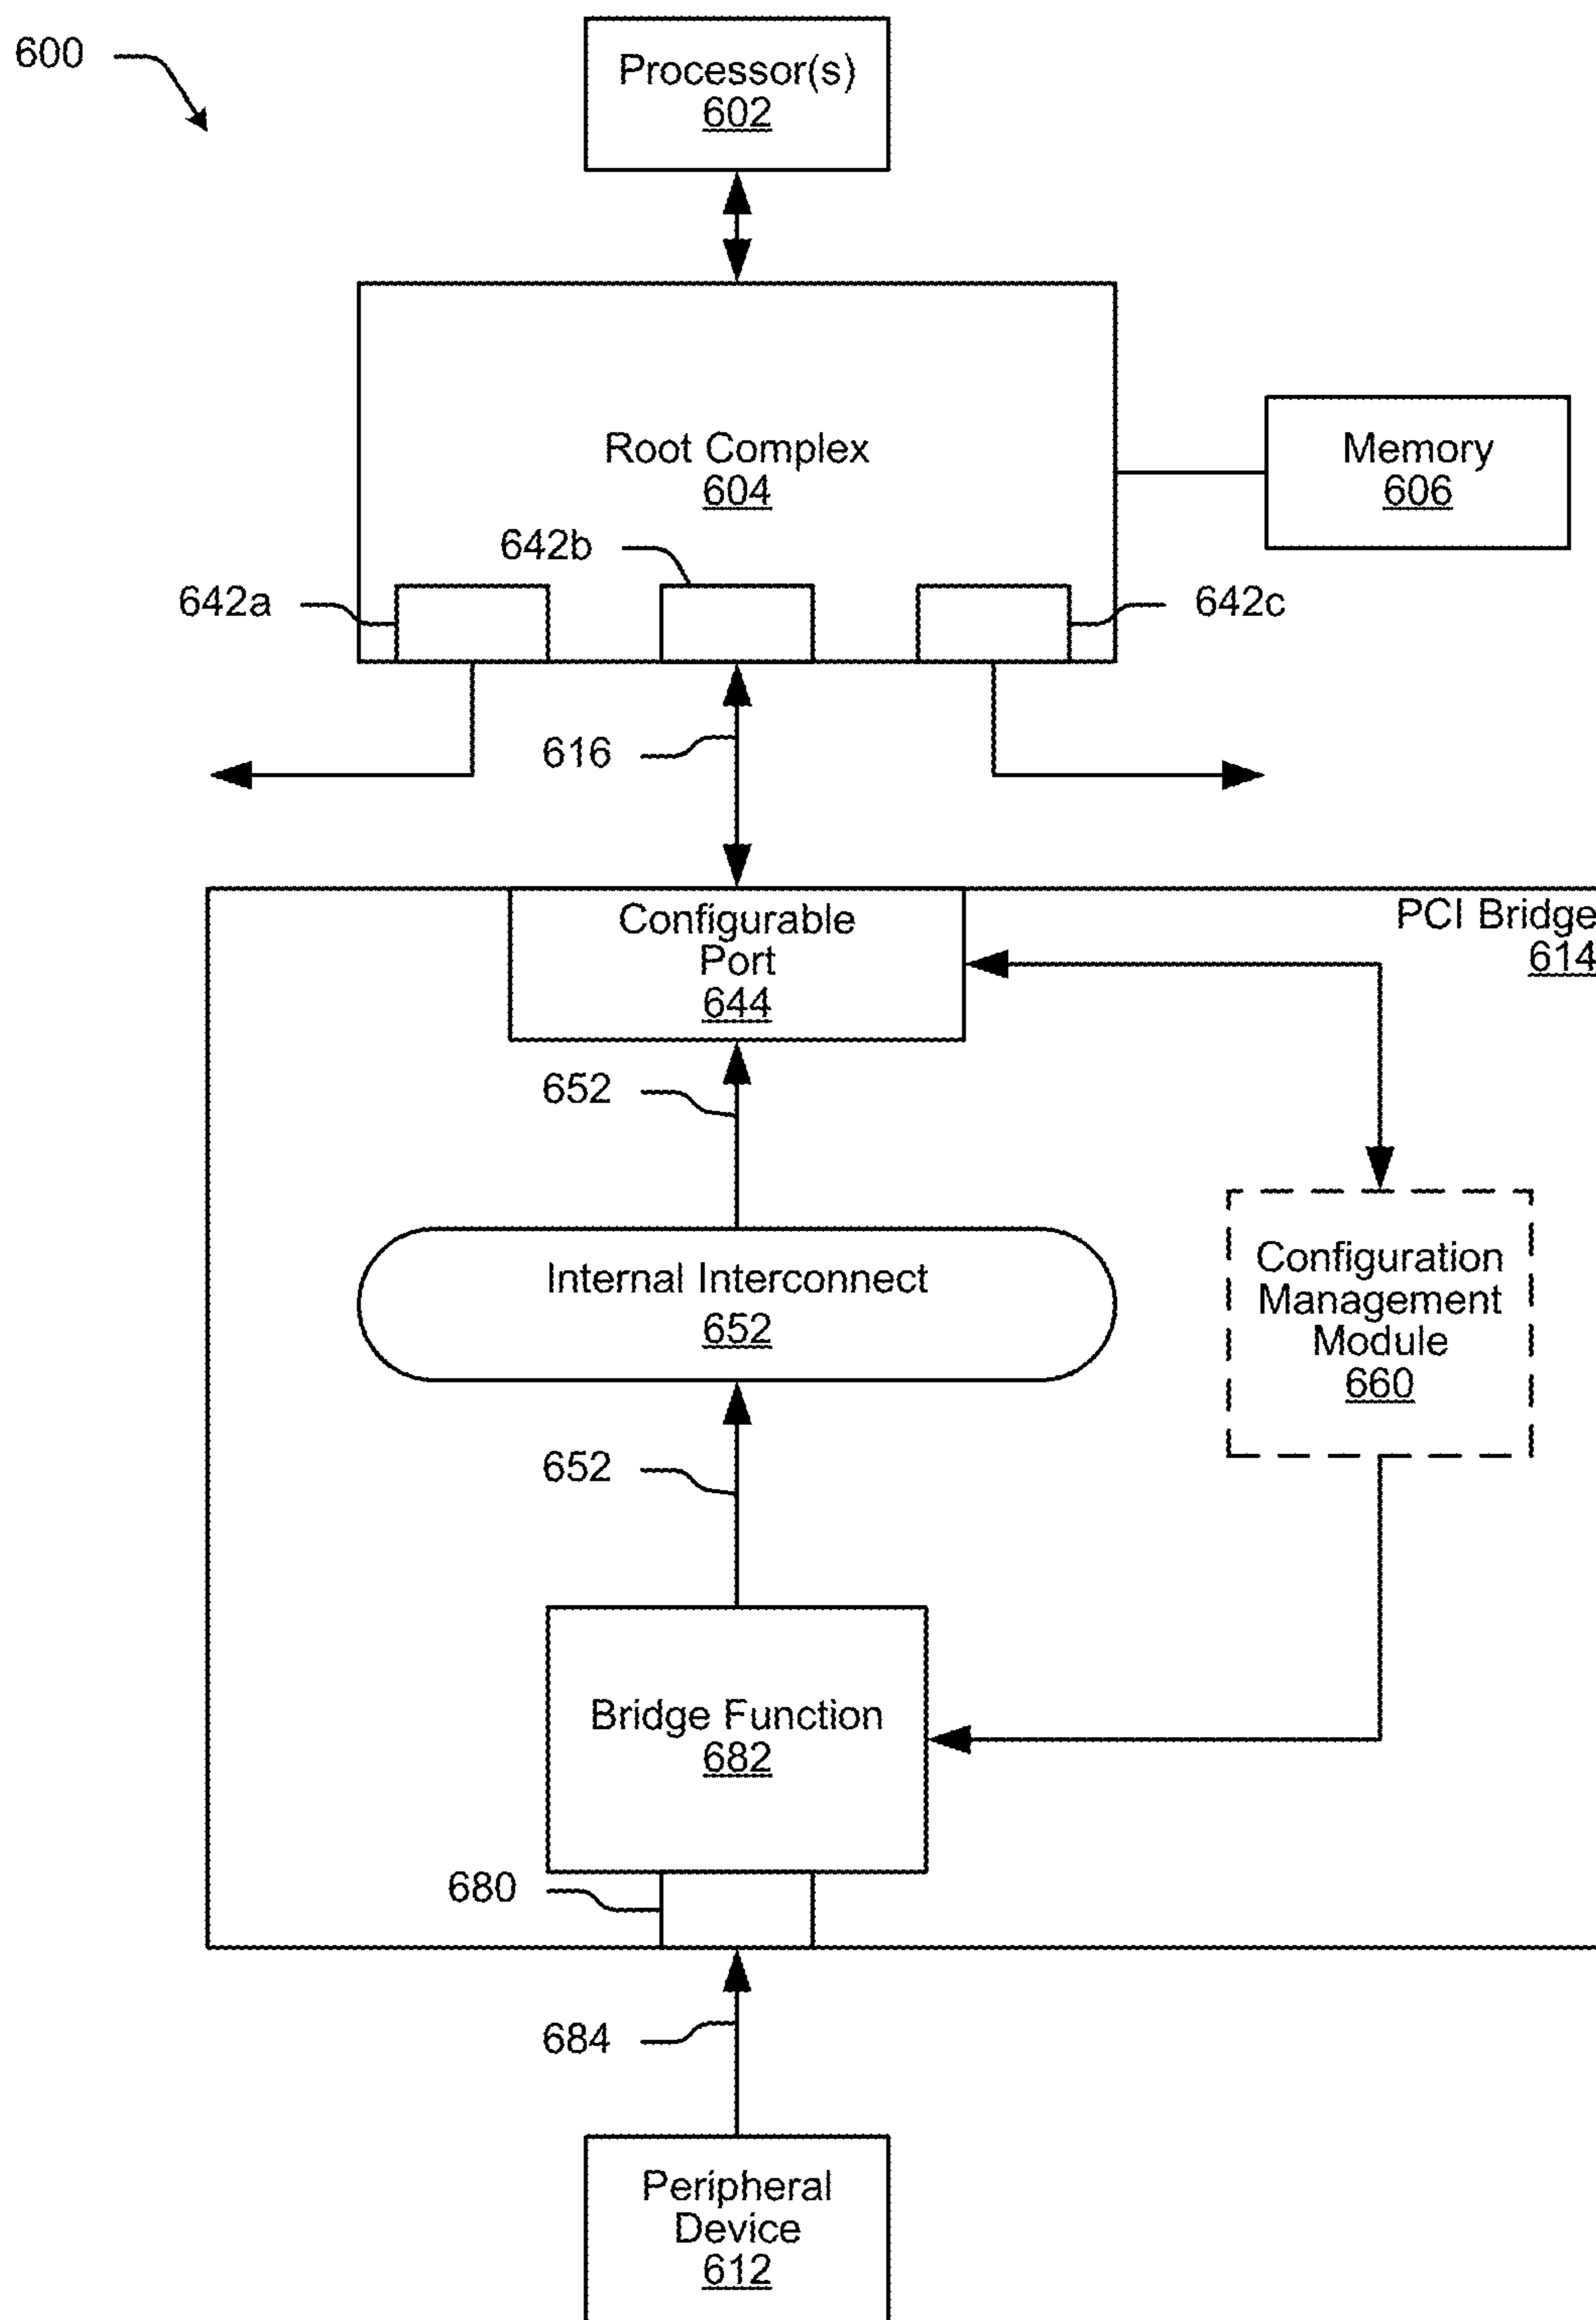 600
Processor(s)
602
Root Complex
604
Memory
606
642b
642a
642c
616
Configurable
Port
644
PCI Bridge
614
652
Internal Interconnect
652
Configuration
Management
Module
660
652
Bridge Function
682
680
684
Peripheral
Device
612